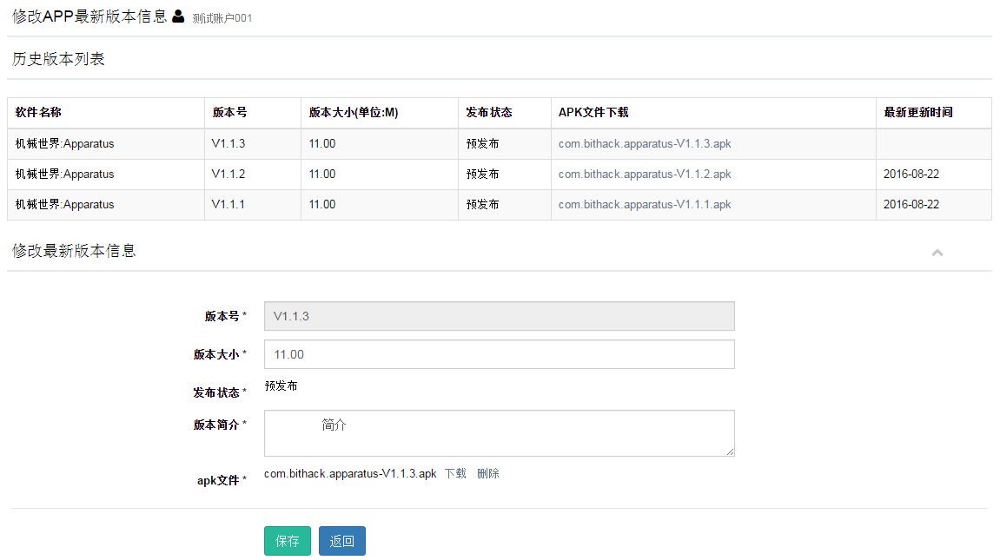 修改APP最新版本信息 测试账户001
历史版本列表
软件名称 版本号 版本大小(单位:M) 发布状态 APK文件下载 最新更新时间
机械世界:Apparatus V1.1.3 11.00 预发布 com.bithack.apparatus-V1.1.3.apk
机械世界:Apparatus V1.1.2 11.00 预发布 com.bithack.apparatus-V1.1.2.apk 2016-08-22
机械世界:Apparatus V1.1.1 11.00 预发布 com.bithack.apparatus-V1.1.1.apk 2016-08-22
修改最新版本信息
版本号 * V1.1.3
版本大小 * 11.00
发布状态 * 预发布
版本简介 * 简介
apk文件 * com.bithack.apparatus-V1.1.3.apk 下载 删除
保存 返回